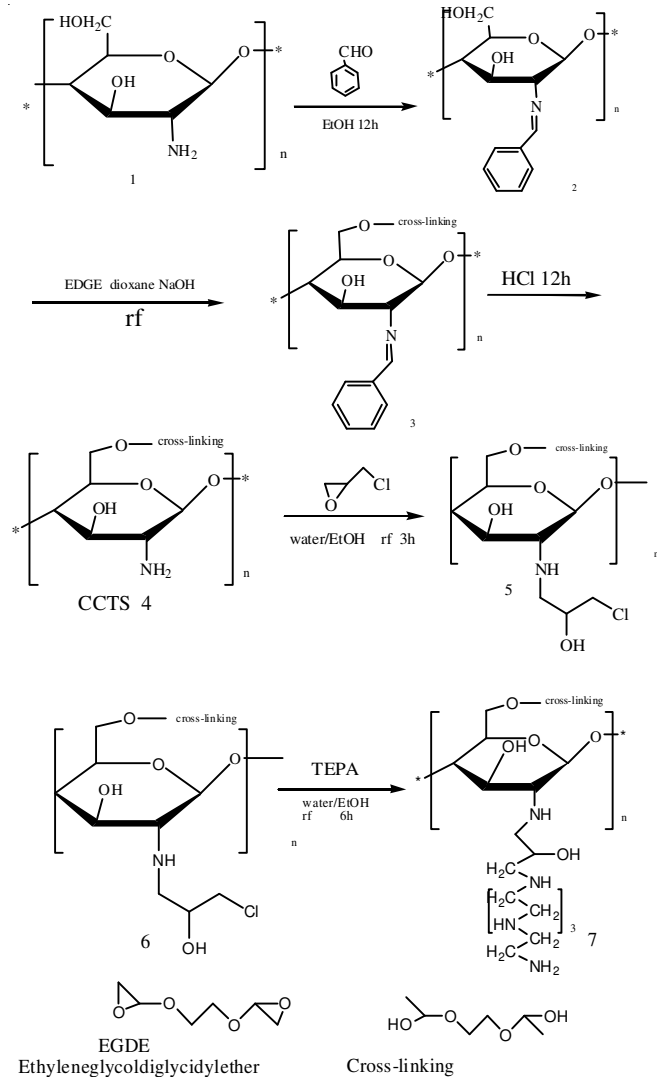 HOH₂C
O
O
*
OH
*
NH₂
n
1
CHO
EtOH 12h
HOH₂C
O
O
*
OH
*
N
n
2
EDGE dioxane NaOH
rf
O
cross-linking
O
O
*
OH
*
N
n
3
HCl 12h
O
cross-linking
O
O
*
OH
*
NH₂
n
CCTS 4
Cl
O
water/EtOH rf 3h
O
cross-linking
O
O
OH
NH
n
5
Cl
OH
O
cross-linking
O
O
OH
n
NH
Cl
6
OH
TEPA
water/EtOH
rf 6h
O
cross-linking
O
O
*
OH
*
NH
n
OH
H₂C
NH
H₂C
CH₂
HN
3
7
CH₂
H₂C
NH₂
O
O
O
O
EGDE
Ethyleneglycoldiglycidylether
HO
O
O
OH
Cross-linking